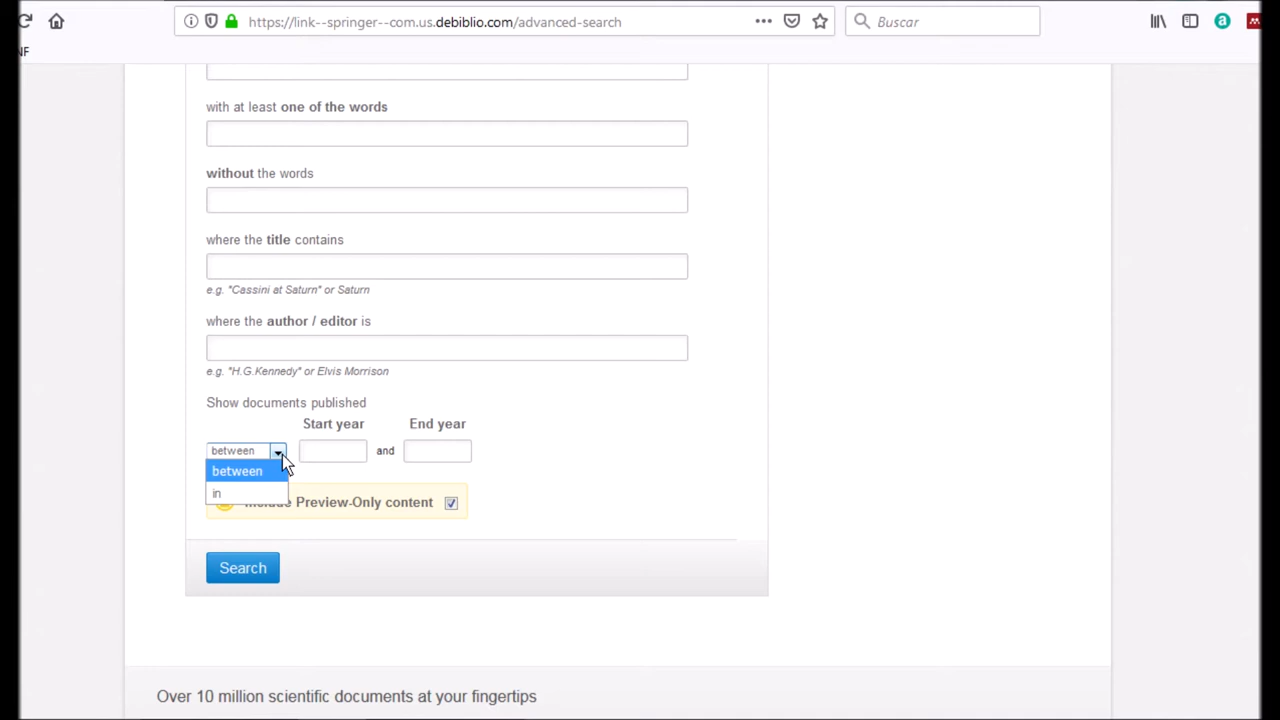 https://link--springer--com.us.debiblio.com/advanced-search
Buscar
NF
with at least one of the words
without the words
where the title contains
e.g. "Cassini at Saturn" or Saturn
where the author / editor is
e.g. "H.G.Kennedy" or Elvis Morrison
Show documents published
Start year End year
between and
between
in
Include Preview-Only content
Search
Over 10 million scientific documents at your fingertips